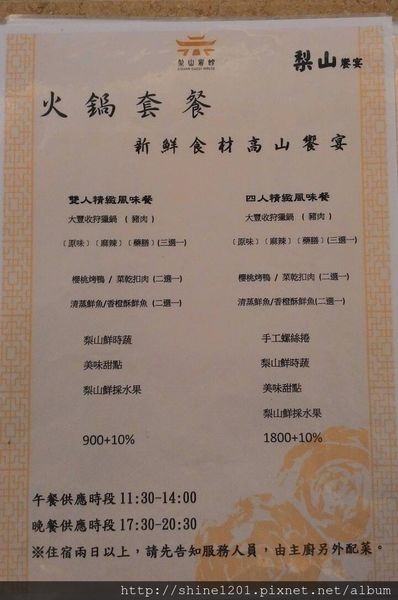 梨山賓館
梨山饗宴
火鍋套餐
新鮮食材高山饗宴
雙人精緻風味餐
大豐收狩獵鍋 ( 豬肉 )
﹝原味﹞﹝麻辣﹞﹝藥膳﹞(三選一)
櫻桃烤鴨 / 菜乾扣肉 (二選一)
清蒸鮮魚/香橙酥鮮魚 (二選一)
梨山鮮時蔬
美味甜點
梨山鮮採水果
900+10%
四人精緻風味餐
大豐收狩獵鍋 ( 豬肉 )
﹝原味﹞﹝麻辣﹞﹝藥膳﹞(三選一)
櫻桃烤鴨 / 菜乾扣肉 (二選一)
清蒸鮮魚/香橙酥鮮魚(二選一)
手工螺絲捲
梨山鮮時蔬
美味甜點
梨山鮮採水果
1800+10%
午餐供應時段 11:30-14:00
晚餐供應時段 17:30-20:30
※住宿兩日以上，請先告知服務人員，由主廚另外配菜。
http://shine1201.pixnet.net/album